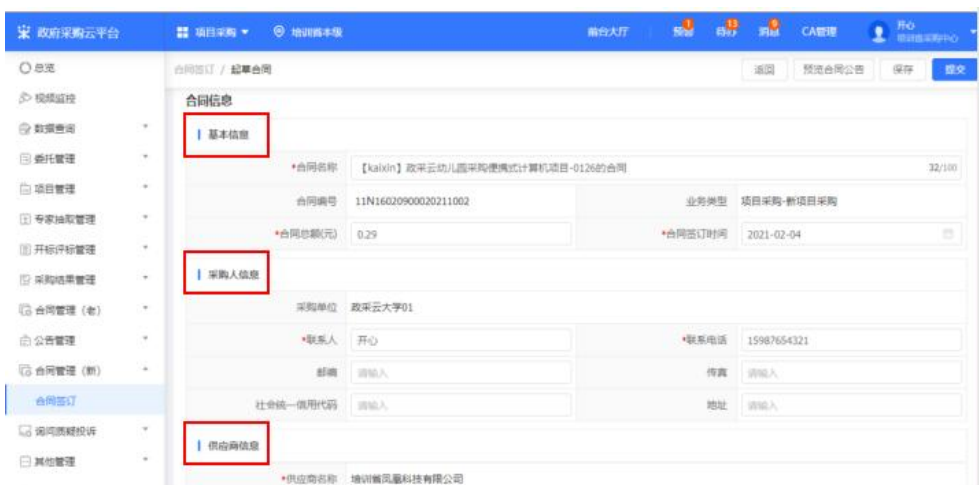 政府采购云平台 项目采购 培训省本级 前台大厅 预警 1 待办 13 消息 9 CA管理 开心
培训省采购中心
总览 合同签订 / 起草合同 返回 预览合同公告 保存 提交
视频监控 合同信息
数据查询 基本信息
委托管理 *合同名称 【kaixin】政采云幼儿园采购便携式计算机项目-0126的合同 32/100
项目管理 合同编号 11N16020900020211002 业务类型 项目采购-新项目采购
专家抽取管理 *合同总额(元) 0.29 *合同签订时间 2021-02-04
开标评标管理
采购结果管理 采购人信息
合同管理（老） 采购单位 政采云大学01
公告管理 *联系人 开心 *联系电话 15987654321
合同管理（新） 邮编 请输入 传真 请输入
合同签订 社会统一信用代码 请输入 地址 请输入
询问质疑投诉 供应商信息
其他管理 *供应商名称 培训省凤凰科技有限公司